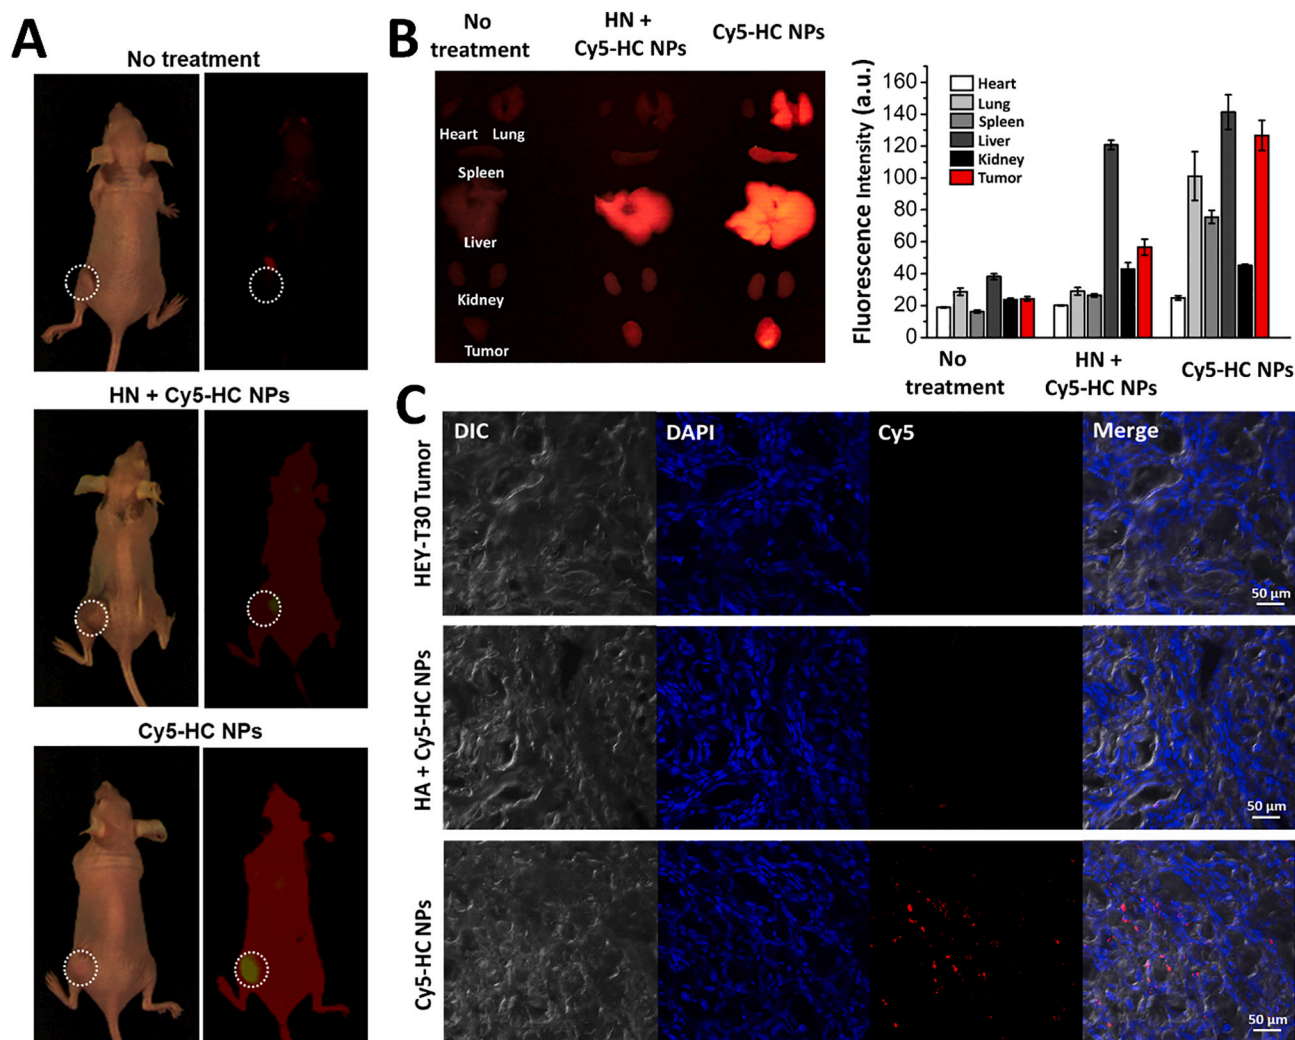 A
No treatment
HN + Cy5-HC NPs
Cy5-HC NPs
B
No
treatment
HN +
Cy5-HC NPs
Cy5-HC NPs
Heart
Lung
Spleen
Liver
Kidney
Tumor
Fluorescence Intensity (a.u.)
160
140
120
100
80
60
40
20
0
Heart
Lung
Spleen
Liver
Kidney
Tumor
No
treatment
HN +
Cy5-HC NPs
Cy5-HC NPs
C
DIC
DAPI
Cy5
Merge
HEY-T30 Tumor
50 µm
HA + Cy5-HC NPs
50 µm
Cy5-HC NPs
50 µm